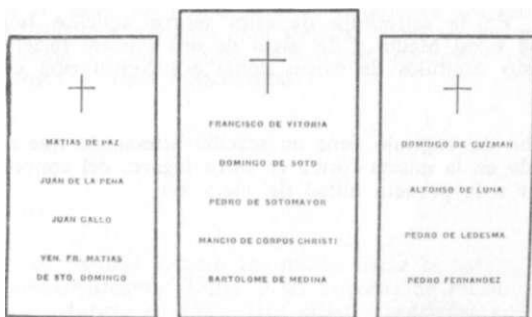 MATIAS DE PAZ
JUAN DE LA PEÑA
JUAN GALLO
VEN. FR. MATIAS
DE STO. DOMINGO
FRANCISCO DE VITORIA
DOMINGO DE SOTO
PEDRO DE SOTOMAYOR
MANCIO DE CORPUS CHRISTI
BARTOLOME DE MEDINA
DOMINGO DE GUZMAN
ALFONSO DE LUNA
PEDRO DE LEDESMA
PEDRO FERNANDEZ